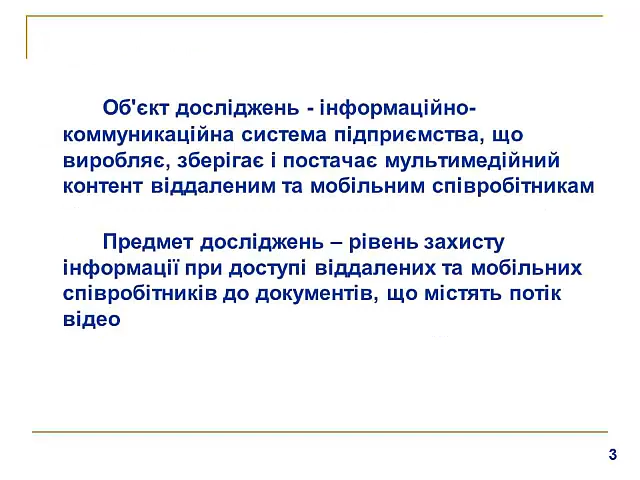 Об'єкт досліджень - інформаційно-
коммуникаційна система підприємства, що
виробляє, зберігає і постачає мультимедійний
контент віддаленим та мобільним співробітникам
Предмет досліджень – рівень захисту
інформації при доступі віддалених та мобільних
співробітників до документів, що містять потік
відео
3